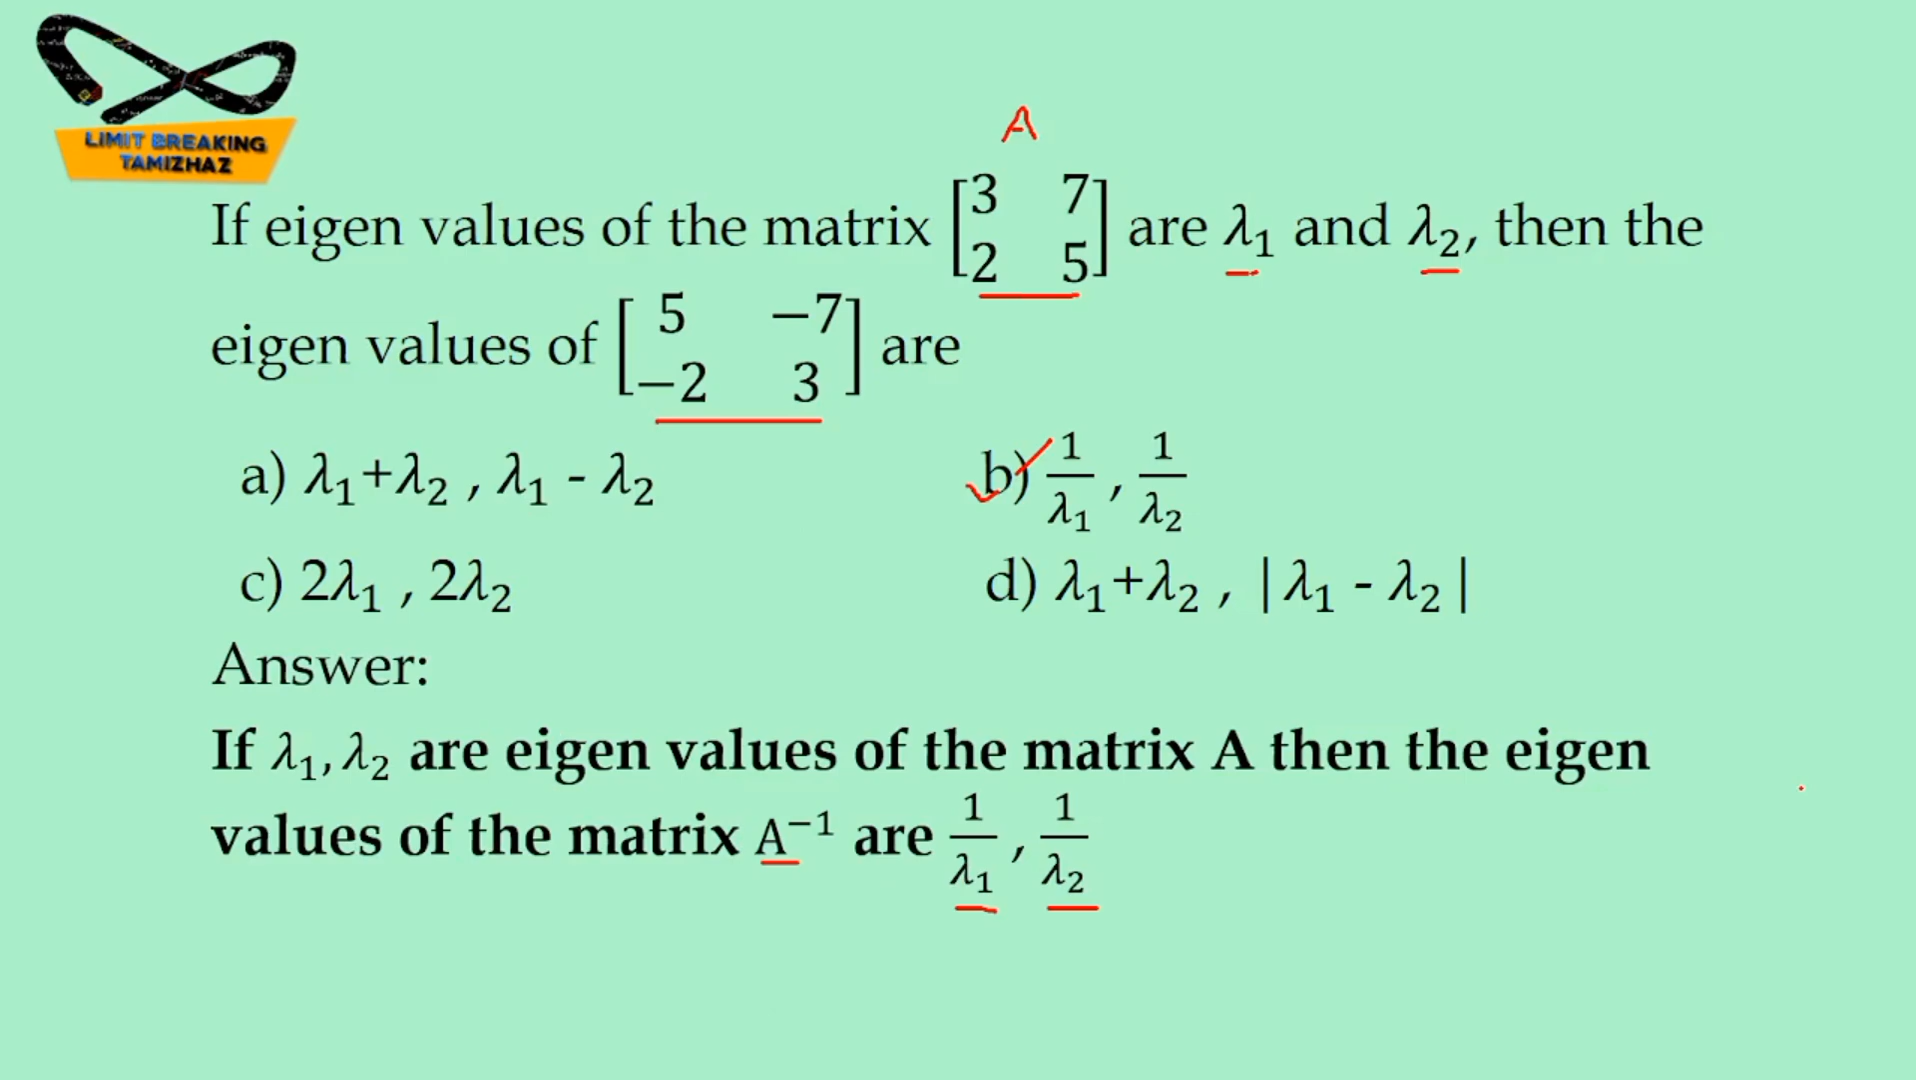 LIMIT BREAKING
TAMIZHAZ
A
If eigen values of the matrix [3 7; 2 5] are λ₁ and λ₂, then the
eigen values of [5 −7; −2 3] are
a) λ₁+λ₂ , λ₁ - λ₂
b) 1/λ₁ , 1/λ₂
c) 2λ₁ , 2λ₂
d) λ₁+λ₂ , |λ₁ - λ₂|
Answer:
If λ₁, λ₂ are eigen values of the matrix A then the eigen
values of the matrix A⁻¹ are 1/λ₁ , 1/λ₂